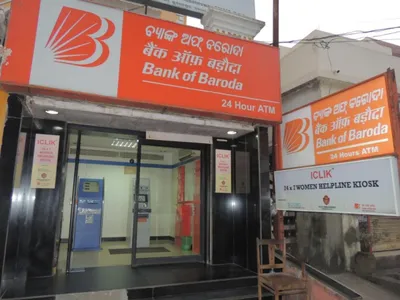 ବ୍ୟାଙ୍କ ଅଫ୍ ବରୋଡା
बैंक ऑफ़ बड़ौदा
Bank of Baroda
24 Hour ATM
ବ୍ୟାଙ୍କ ଅଫ୍ ବରୋଡା
बैंक ऑफ़ बड़ौदा
Bank of Baroda
24 Hours ATM
ICLIK
24 x 7 WOMEN HELPLINE KIOSK
ICLIK
ICLIK